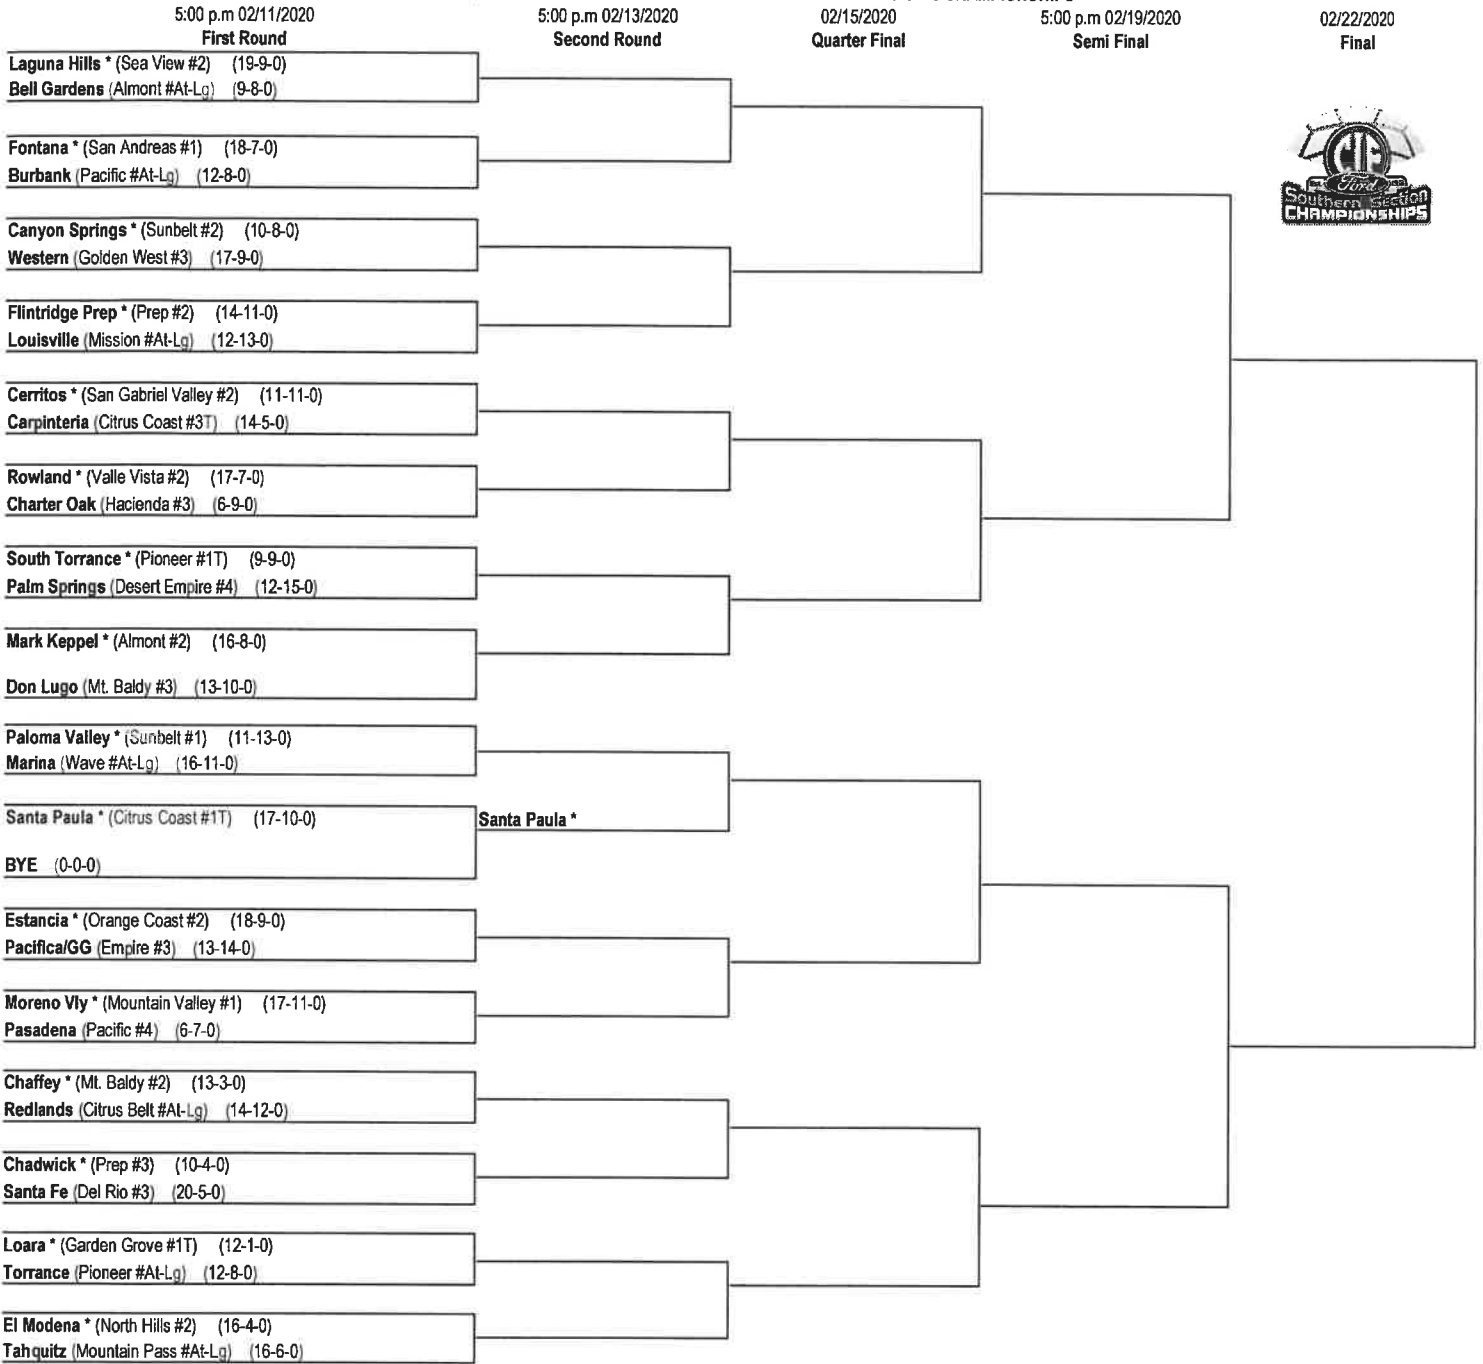 5:00 p.m 02/11/2020
First Round
5:00 p.m 02/13/2020
Second Round
02/15/2020
Quarter Final
5:00 p.m 02/19/2020
Semi Final
02/22/2020
Final
CIF
Ford
Southern Section
CHAMPIONSHIPS
Laguna Hills * (Sea View #2) (19-9-0)
Bell Gardens (Almont #At-Lg) (9-8-0)
Fontana * (San Andreas #1) (18-7-0)
Burbank (Pacific #At-Lg) (12-8-0)
Canyon Springs * (Sunbelt #2) (10-8-0)
Western (Golden West #3) (17-9-0)
Flintridge Prep * (Prep #2) (14-11-0)
Louisville (Mission #At-Lg) (12-13-0)
Cerritos * (San Gabriel Valley #2) (11-11-0)
Carpinteria (Citrus Coast #3T) (14-5-0)
Rowland * (Valle Vista #2) (17-7-0)
Charter Oak (Hacienda #3) (6-9-0)
South Torrance * (Pioneer #1T) (9-9-0)
Palm Springs (Desert Empire #4) (12-15-0)
Mark Keppel * (Almont #2) (16-8-0)
Don Lugo (Mt. Baldy #3) (13-10-0)
Paloma Valley * (Sunbelt #1) (11-13-0)
Marina (Wave #At-Lg) (16-11-0)
Santa Paula * (Citrus Coast #1T) (17-10-0)
Santa Paula *
BYE (0-0-0)
Estancia * (Orange Coast #2) (18-9-0)
Pacifica/GG (Empire #3) (13-14-0)
Moreno Vly * (Mountain Valley #1) (17-11-0)
Pasadena (Pacific #4) (6-7-0)
Chaffey * (Mt. Baldy #2) (13-3-0)
Redlands (Citrus Belt #At-Lg) (14-12-0)
Chadwick * (Prep #3) (10-4-0)
Santa Fe (Del Rio #3) (20-5-0)
Loara * (Garden Grove #1T) (12-1-0)
Torrance (Pioneer #At-Lg) (12-8-0)
El Modena * (North Hills #2) (16-4-0)
Tahquitz (Mountain Pass #At-Lg) (16-6-0)